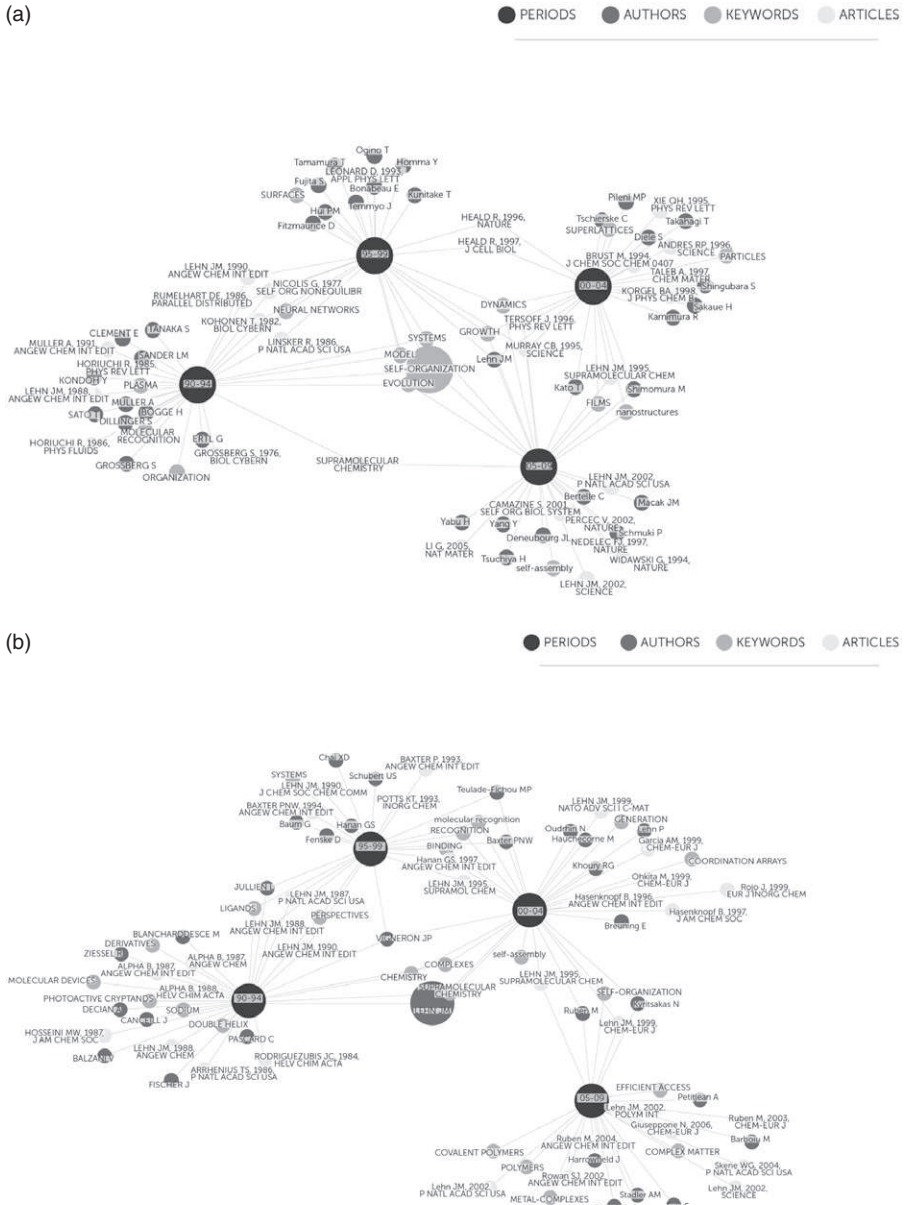 (a)
PERIODS AUTHORS KEYWORDS ARTICLES
Ogino T
Tamamura T
Homma Y
LEONARD D, 1993,
APPL PHYS LETT
Fujita S
Bonabeau E
SURFACES
Kunitake T
Temmyo J
Hui PM
Fitzmaurice D
95-99
Pileni MP
XIE QH, 1995,
PHYS REV LETT
Tschierske C
Takahagi T
SUPERLATTICES
HEALD R, 1996,
NATURE
Diele S
ANDRES RP, 1996,
SCIENCE
HEALD R, 1997,
J CELL BIOL
BRUST M, 1994,
J CHEM SOC CHEM 0407
PARTICLES
TALEB A, 1997,
CHEM MATER
00-04
Shingubara S
KORGEL BA, 1998,
J PHYS CHEM B
Sakaue H
Kamimura R
LEHN JM, 1990,
ANGEW CHEM INT EDIT
NICOLIS G, 1977,
SELF ORG NONEQUILIBR
RUMELHART DE, 1986,
PARALLEL DISTRIBUTED
NEURAL NETWORKS
DYNAMICS
TERSOFF J, 1996,
PHYS REV LETT
KOHONEN T, 1982,
BIOL CYBERN
TANAKA S
CLEMENT E
LINSKER R, 1986,
P NATL ACAD SCI USA
SYSTEMS
GROWTH
MURRAY CB, 1995,
SCIENCE
MULLER A, 1991,
ANGEW CHEM INT EDIT
SANDER LM
MODEL
Lehn JM
HORIUCHI R, 1985,
PHYS REV LETT
SELF-ORGANIZATION
LEHN JM, 1995,
SUPRAMOLECULAR CHEM
KONDOH Y
PLASMA
90-94
EVOLUTION
Kato T
Shimomura M
LEHN JM, 1988,
ANGEW CHEM INT EDIT
MULLER A
FILMS
nanostructures
SATO T
BOGGE H
DILLINGER S
MOLECULAR
RECOGNITION
ERTL G
HORIUCHI R, 1986,
PHYS FLUIDS
GROSSBERG S, 1976,
BIOL CYBERN
GROSSBERG S
ORGANIZATION
SUPRAMOLECULAR
CHEMISTRY
05-09
LEHN JM, 2002,
P NATL ACAD SCI USA
Bertelle C
Macak JM
CAMAZINE S, 2001,
SELF ORG BIOL SYSTEM
PERCEC V, 2002,
NATURE
Yabu H
Yang Y
Schmuki P
Deneubourg JL
NEDELEC FJ, 1997,
NATURE
LI G, 2005,
NAT MATER
Tsuchiya H
WIDAWSKI G, 1994,
NATURE
self-assembly
LEHN JM, 2002,
SCIENCE
(b)
PERIODS AUTHORS KEYWORDS ARTICLES
Choi XD
BAXTER P, 1993,
ANGEW CHEM INT EDIT
SYSTEMS
Schubert US
LEHN JM, 1990,
J CHEM SOC CHEM COMM
Teulade-Fichou MP
POTTS KT, 1993,
INORG CHEM
BAXTER PNW, 1994,
ANGEW CHEM INT EDIT
Baum G
Hanan GS
molecular recognition
RECOGNITION
Fenske D
Baxter PNW
95-99
BINDING
Hanan GS, 1997,
ANGEW CHEM INT EDIT
LEHN JM, 1995,
SUPRAMOL CHEM
LEHN JM, 1999,
NATO ADV SCI I C-MAT
GENERATION
Oudmin N
Lehn P
Hauchecorne M
Garcia AM, 1999,
CHEM-EUR J
Khoury RG
COORDINATION ARRAYS
Ohkita M, 1999,
CHEM-EUR J
Rojo J, 1999,
EUR J INORG CHEM
Hasenknopf B, 1996,
ANGEW CHEM INT EDIT
Hasenknopf B, 1997,
J AM CHEM SOC
00-04
Breuning E
JULLIEN L
LEHN JM, 1987,
P NATL ACAD SCI USA
LIGANDS
PERSPECTIVES
LEHN JM, 1988,
ANGEW CHEM INT EDIT
BLANCHARDDESCE M
VIGNERON JP
DERIVATIVES
ALPHA B, 1987,
ANGEW CHEM
ZIESSEL R
LEHN JM, 1990,
ANGEW CHEM INT EDIT
ALPHA B, 1987,
ANGEW CHEM INT EDIT
self-assembly
COMPLEXES
CHEMISTRY
LEHN JM, 1995,
SUPRAMOLECULAR CHEM
MOLECULAR DEVICES
ALPHA B, 1988,
HELV CHIM ACTA
90-94
SUPRAMOLECULAR
CHEMISTRY
SELF-ORGANIZATION
PHOTOACTIVE CRYPTANDS
Kyritsakas N
DECIAN A
SODIUM
LEHN JM
Ruben M
CANCEILL J
DOUBLE HELIX
Lehn JM, 1999,
CHEM-EUR J
HOSSEINI MW, 1987,
J AM CHEM SOC
PASCARD C
LEHN JM, 1988,
ANGEW CHEM
BALZANI V
RODRIGUEZUBIS JC, 1984,
HELV CHIM ACTA
ARRHENIUS TS, 1986,
P NATL ACAD SCI USA
FISCHER J
EFFICIENT ACCESS
05-09
Petitjean A
Lehn JM, 2002,
POLYM INT
Ruben M, 2003,
CHEM-EUR J
Giuseppone N, 2006,
CHEM-EUR J
Barboiu M
Ruben M, 2004,
ANGEW CHEM INT EDIT
COVALENT POLYMERS
COMPLEX MATTER
Harrowfield J
POLYMERS
Skene WG, 2004,
P NATL ACAD SCI USA
Rowan SJ, 2002,
ANGEW CHEM INT EDIT
Lehn JM, 2002,
P NATL ACAD SCI USA
Stadler AM
Lehn JM, 2002,
SCIENCE
METAL-COMPLEXES